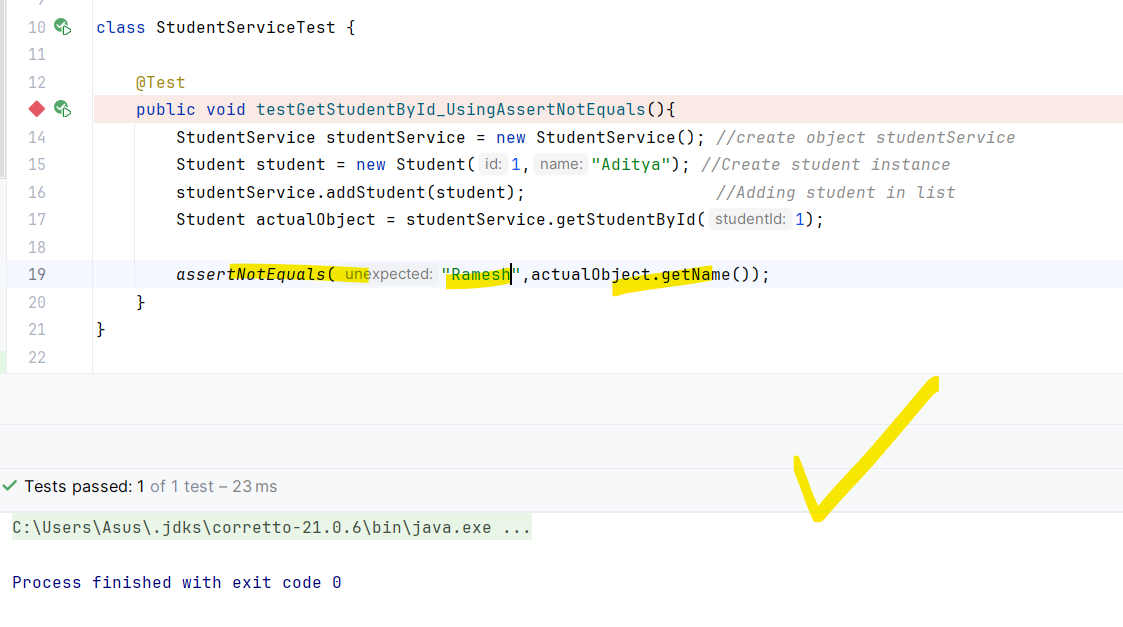 10 class StudentServiceTest {
11
12 @Test
public void testGetStudentById_UsingAssertNotEquals(){
14 StudentService studentService = new StudentService(); //create object studentService
15 Student student = new Student( id: 1, name: "Aditya"); //Create student instance
16 studentService.addStudent(student); //Adding student in list
17 Student actualObject = studentService.getStudentById( studentId: 1);
18
19 assertNotEquals( unexpected: "Ramesh",actualObject.getName());
20 }
21 }
22
Tests passed: 1 of 1 test – 23 ms
C:\Users\Asus\.jdks\corretto-21.0.6\bin\java.exe ...
Process finished with exit code 0